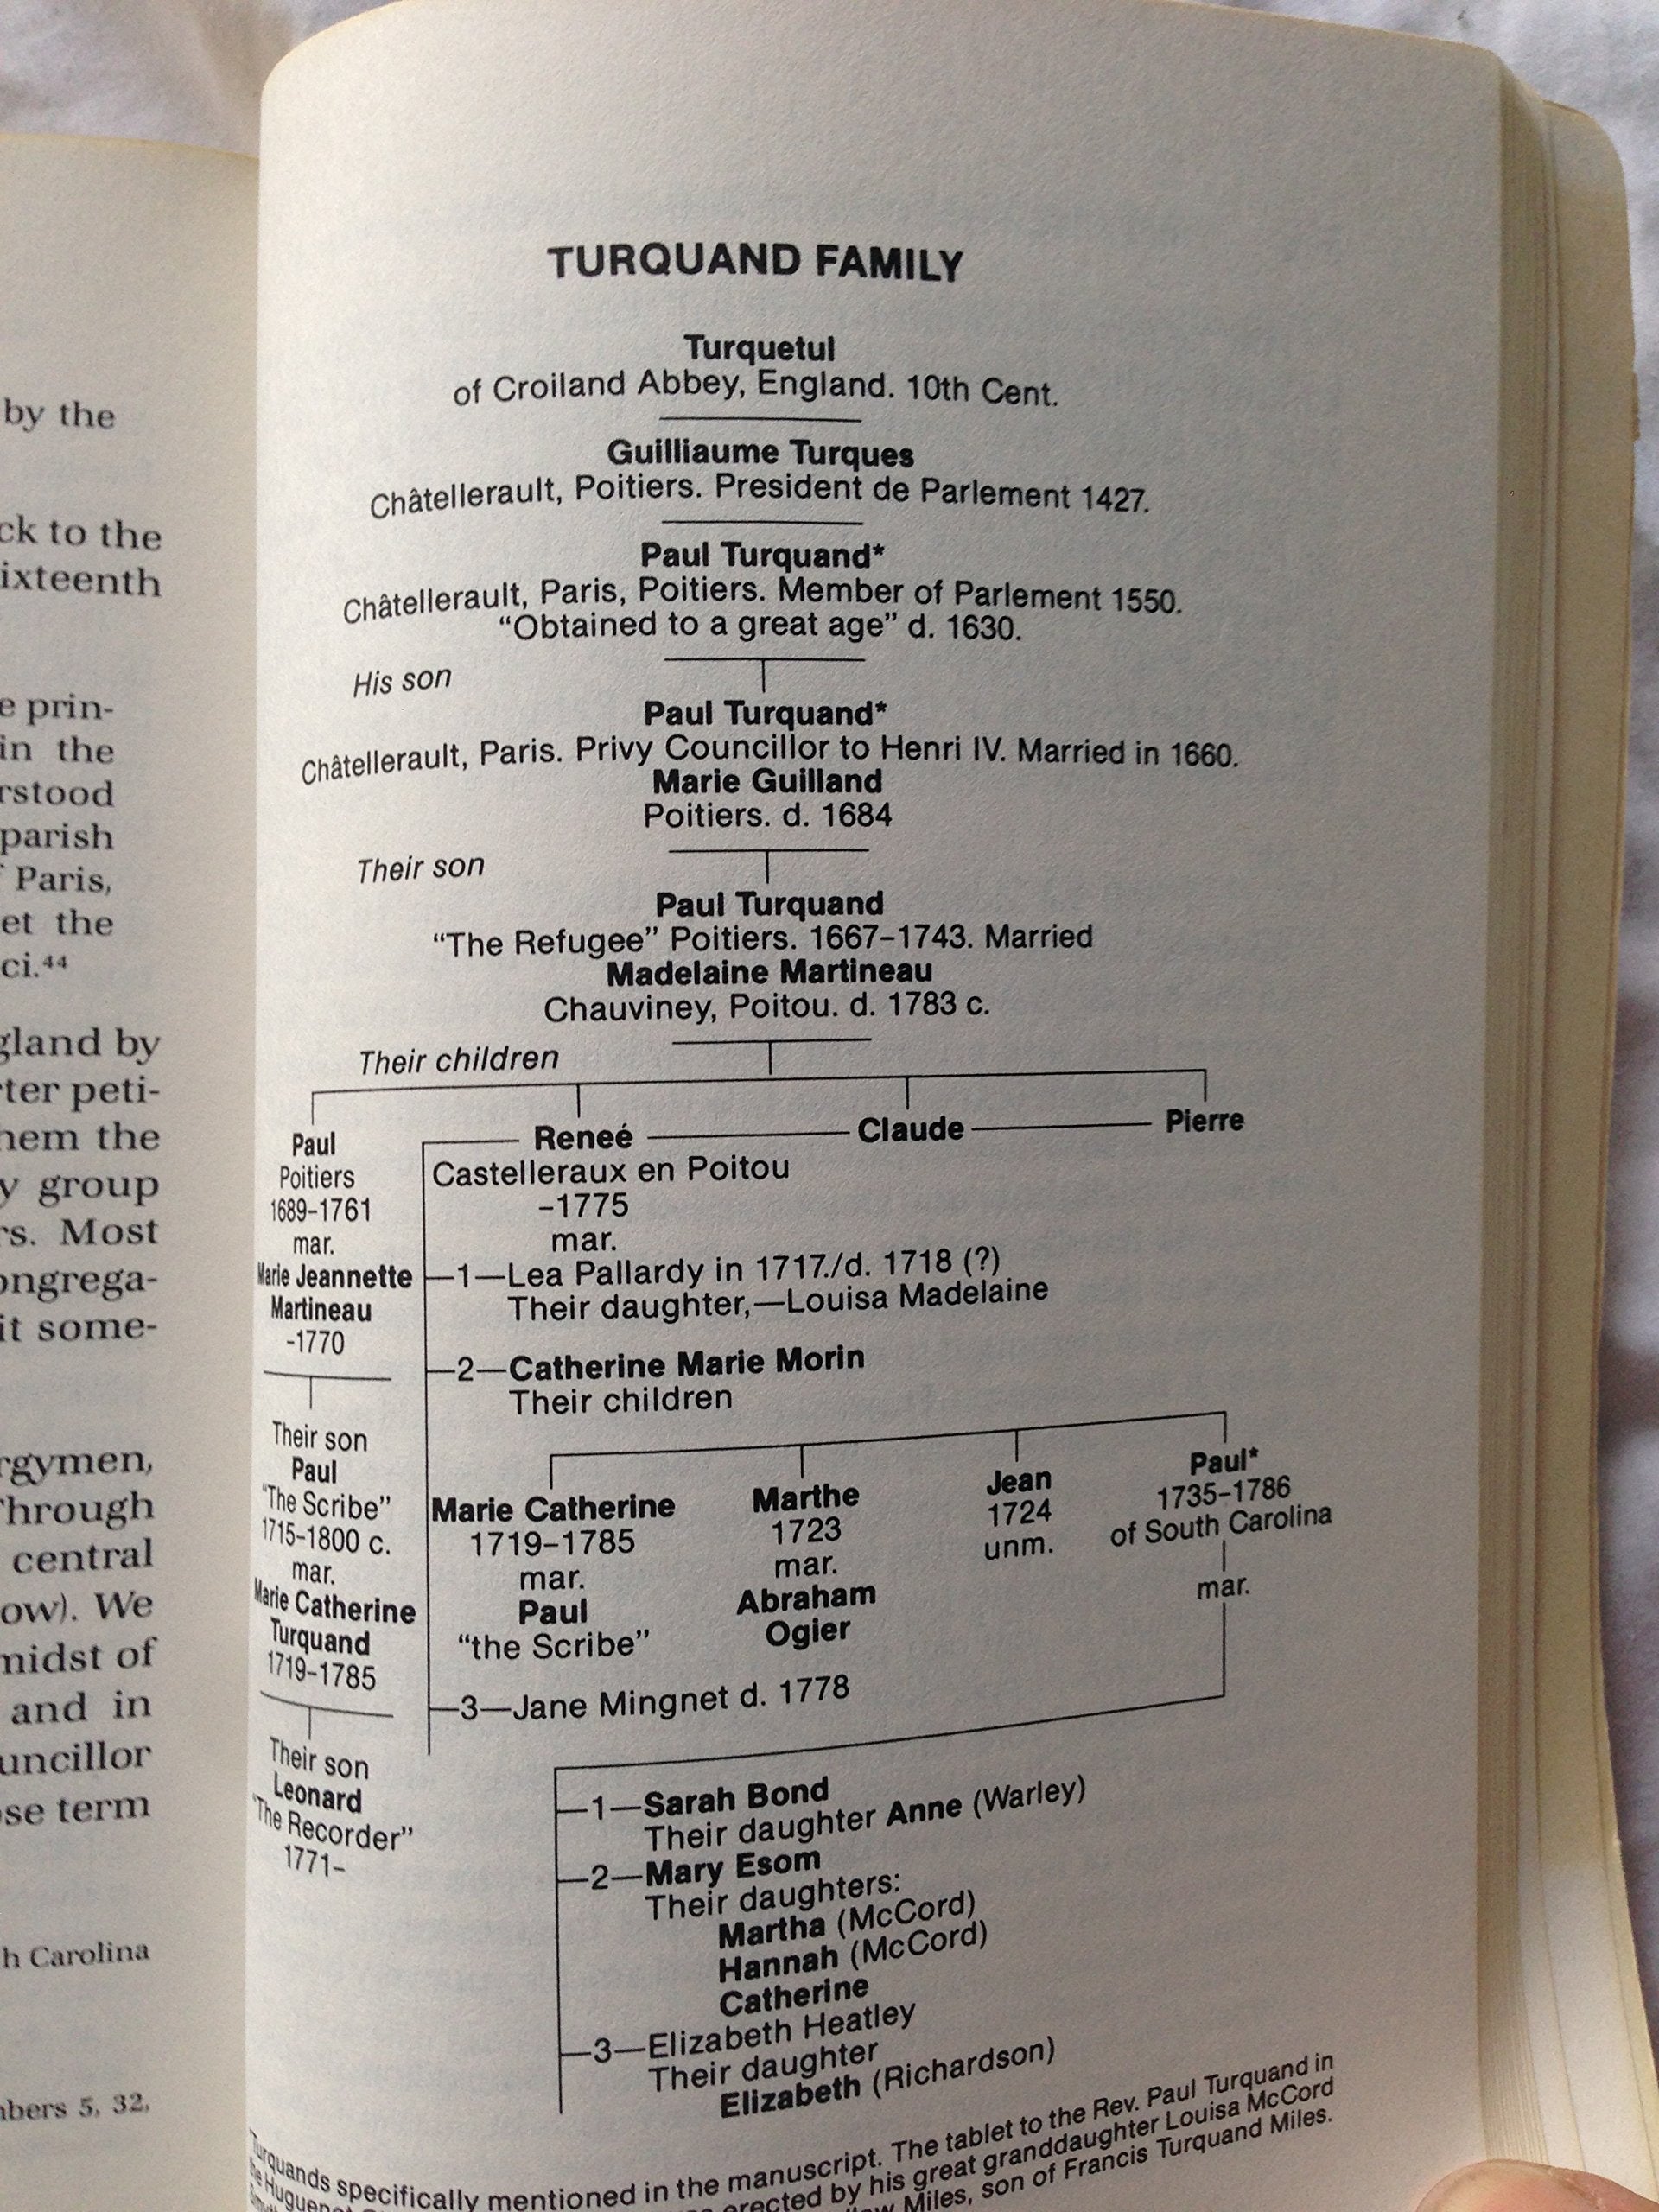 by the
ck to the
ixteenth
e prin-
in the
rstood
parish
f Paris,
et the
ci.⁴⁴
gland by
ter peti-
hem the
y group
rs. Most
ongrega-
it some-
rgymen,
Through
central
ow). We
midst of
and in
uncillor
se term
h Carolina
bers 5, 32,
TURQUAND FAMILY
Turquetul
of Croiland Abbey, England. 10th Cent.
Guilliaume Turques
Châtellerault, Poitiers. President de Parlement 1427.
Paul Turquand*
Châtellerault, Paris, Poitiers. Member of Parlement 1550.
“Obtained to a great age” d. 1630.
His son
Paul Turquand*
Châtellerault, Paris. Privy Councillor to Henri IV. Married in 1660.
Marie Guilland
Poitiers. d. 1684
Their son
Paul Turquand
“The Refugee” Poitiers. 1667–1743. Married
Madelaine Martineau
Chauviney, Poitou. d. 1783 c.
Their children
Paul
Poitiers
1689–1761
mar.
Marie Jeannette
Martineau
-1770
Their son
Paul
“The Scribe”
1715–1800 c.
mar.
Marie Catherine
Turquand
1719–1785
Their son
Leonard
“The Recorder”
1771–
Reneé
Claude
Pierre
Castelleraux en Poitou
–1775
mar.
1—Lea Pallardy in 1717./d. 1718 (?)
Their daughter,—Louisa Madelaine
2—Catherine Marie Morin
Their children
Marie Catherine
1719–1785
mar.
Paul
“the Scribe”
Marthe
1723
mar.
Abraham
Ogier
Jean
1724
unm.
Paul*
1735–1786
of South Carolina
mar.
3—Jane Mingnet d. 1778
1—Sarah Bond
Their daughter Anne (Warley)
2—Mary Esom
Their daughters:
Martha (McCord)
Hannah (McCord)
Catherine
3—Elizabeth Heatley
Their daughter
Elizabeth (Richardson)
Turquands specifically mentioned in the manuscript. The tablet to the Rev. Paul Turquand in
the Huguenot erected by his great granddaughter Louisa McCord
Miles, son of Francis Turquand Miles.